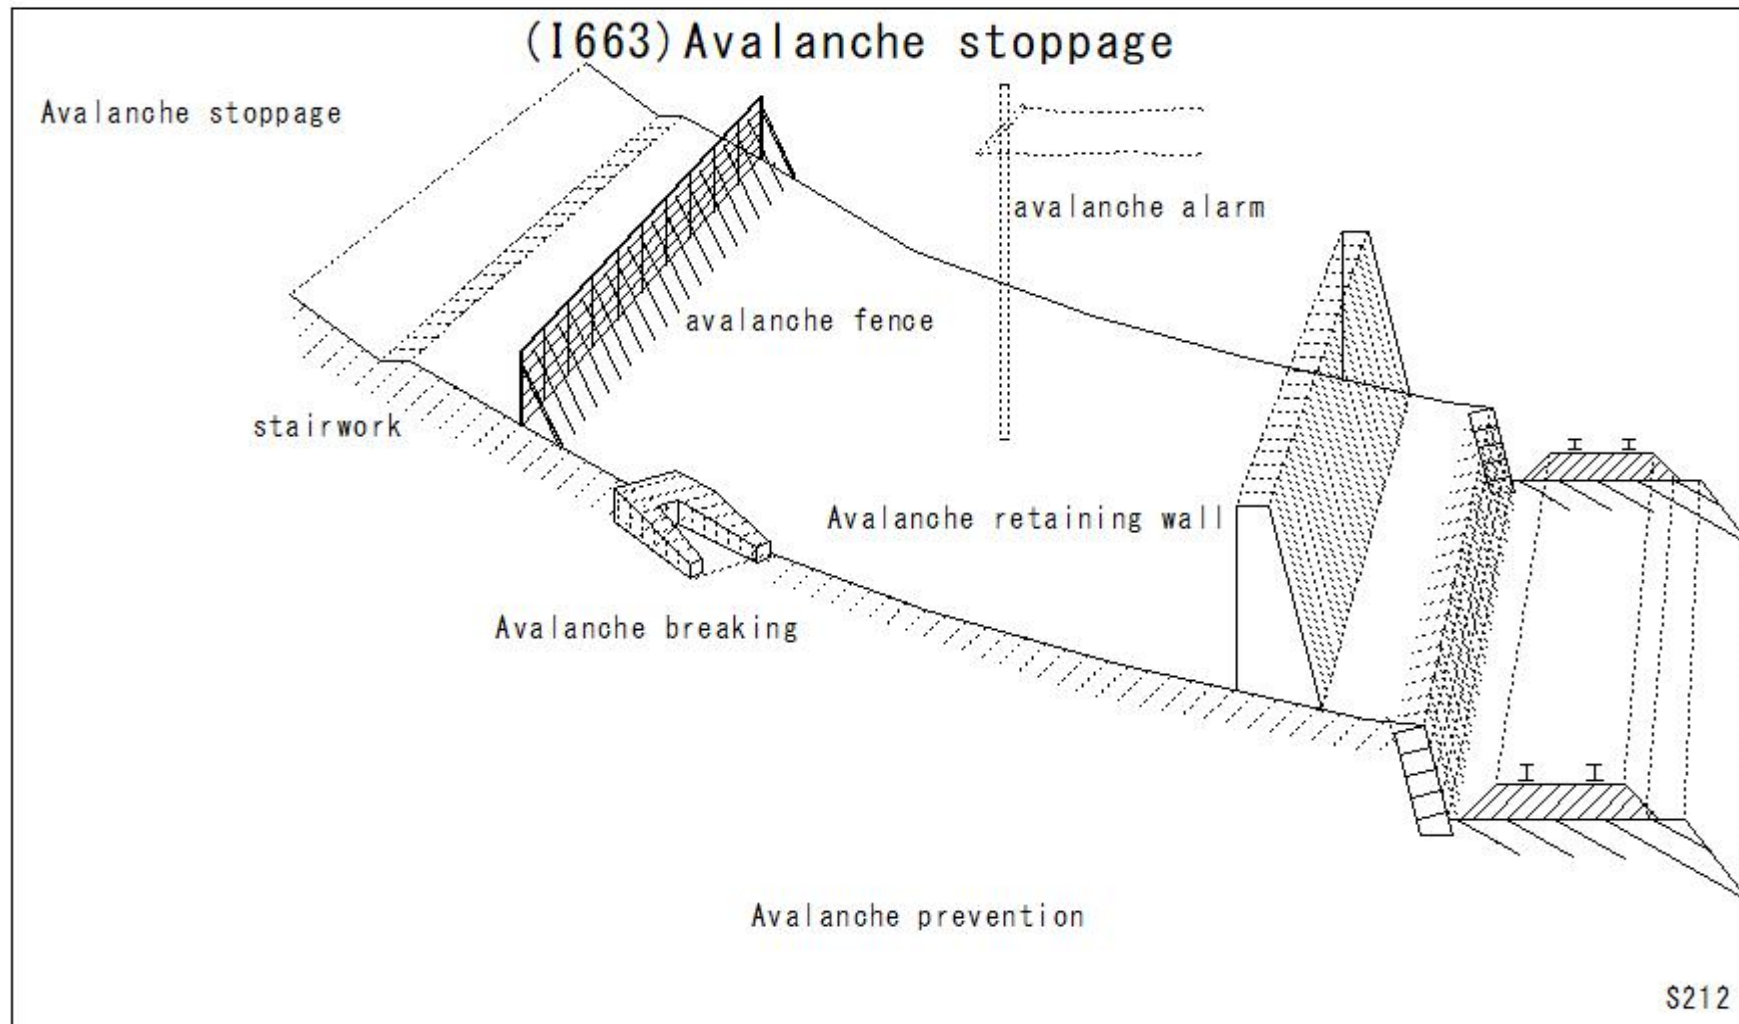 (I663)Avalanche stoppage
Avalanche stoppage
avalanche alarm
avalanche fence
stairwork
Avalanche retaining wall
Avalanche breaking
Avalanche prevention
S212